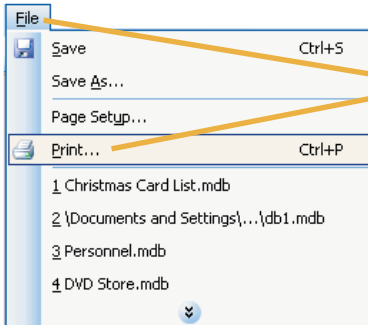 File
Save Ctrl+S
Save As...
Page Setup...
Print... Ctrl+P
1 Christmas Card List.mdb
2 \Documents and Settings\...\db1.mdb
3 Personnel.mdb
4 DVD Store.mdb